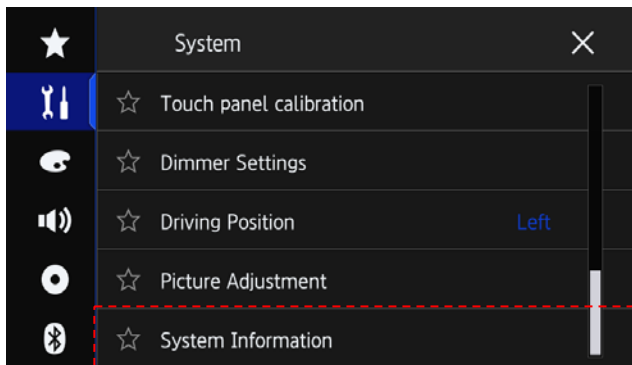 System
Touch panel calibration
Dimmer Settings
Driving Position Left
Picture Adjustment
System Information